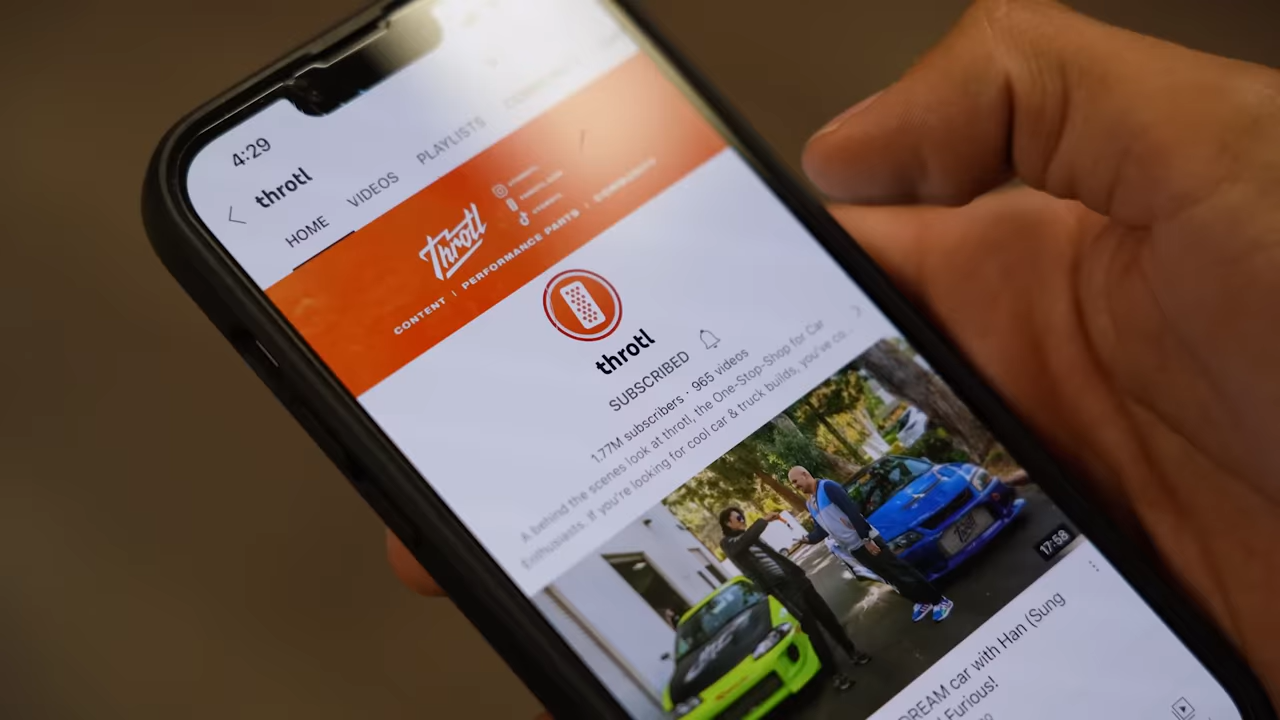 4:29
throtl
HOME VIDEOS PLAYLISTS
Throtl
CONTENT | PERFORMANCE PARTS |
throtl
SUBSCRIBED
1.77M subscribers · 965 videos
A behind the scenes look at throtl, the One-Stop-Shop for Car
Enthusiasts. If you're looking for cool car & truck builds, you've co...
17:58
DREAM car with Han (Sung
Furious!